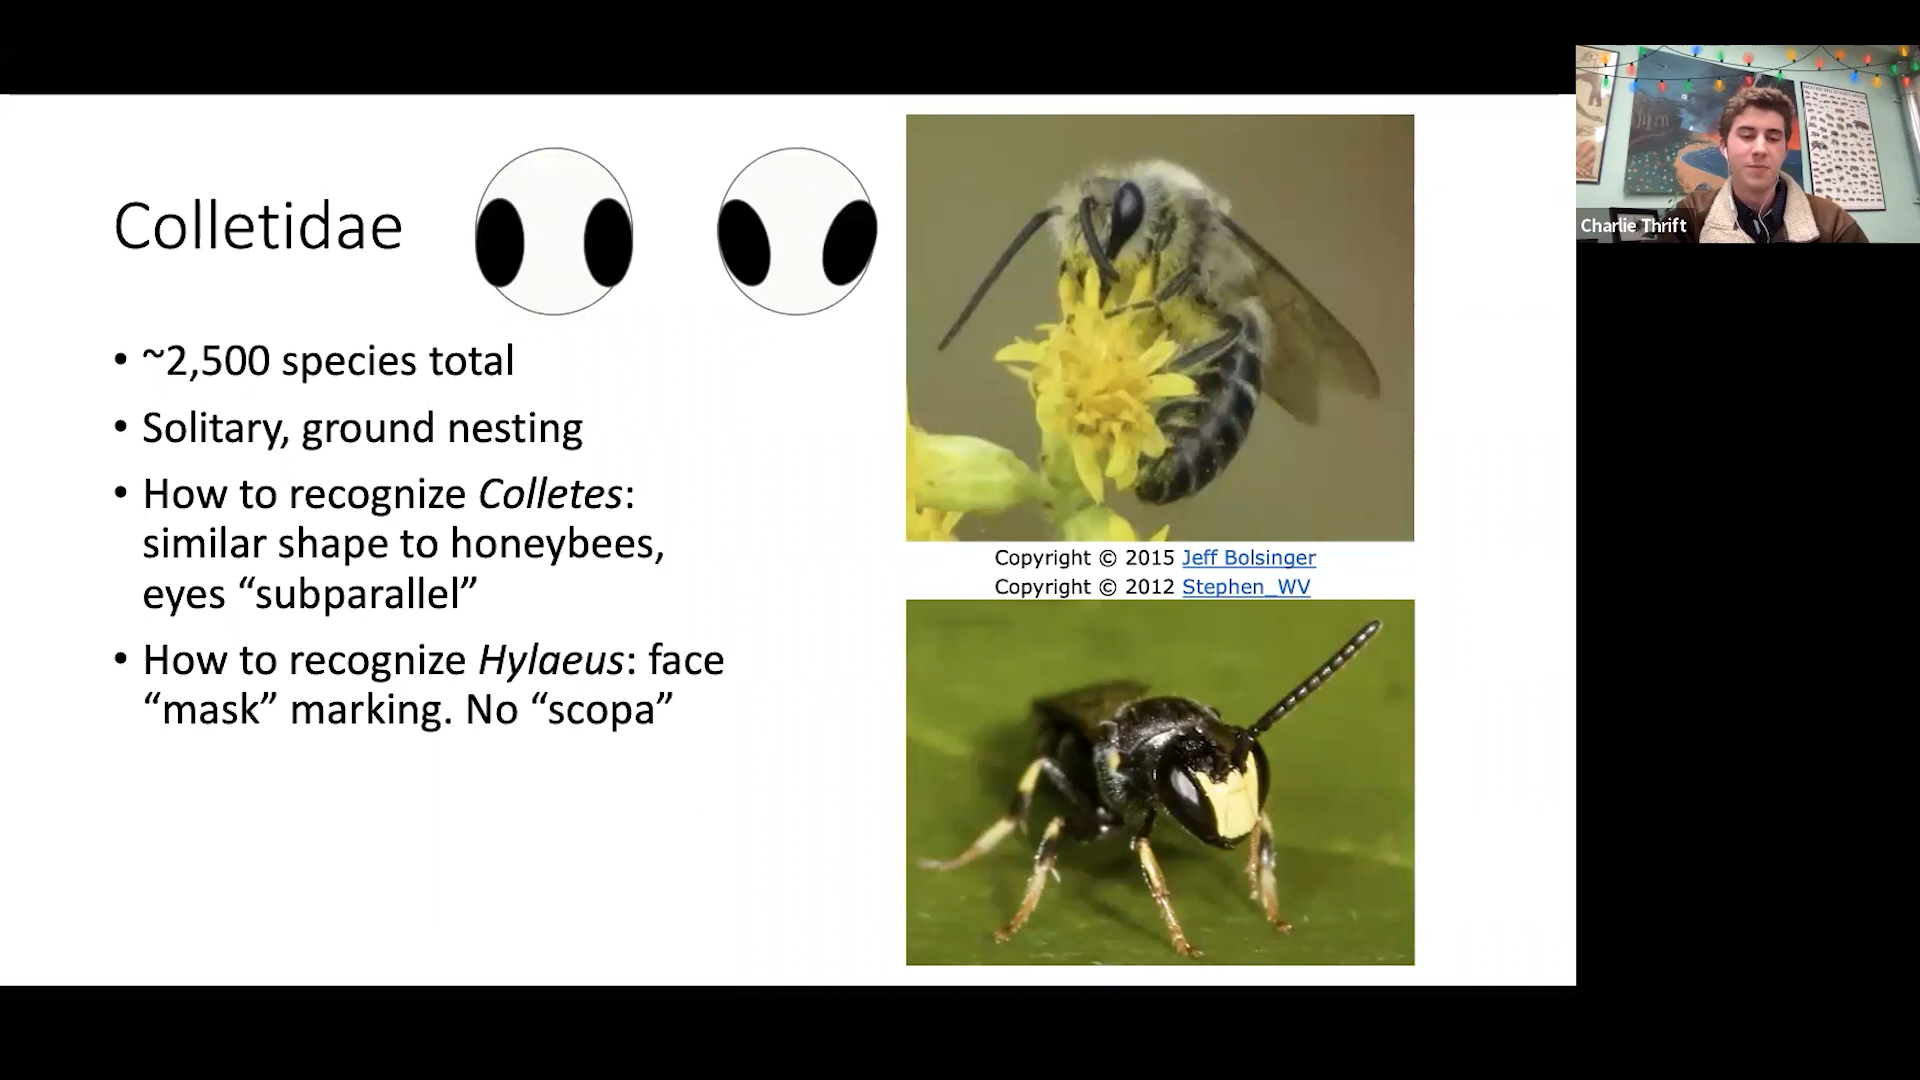 Colletidae
• ~2,500 species total
• Solitary, ground nesting
• How to recognize Colletes:
similar shape to honeybees,
eyes “subparallel”
• How to recognize Hylaeus: face
“mask” marking. No “scopa”
Copyright © 2015 Jeff Bolsinger
Copyright © 2012 Stephen_WV
Charlie Thrift